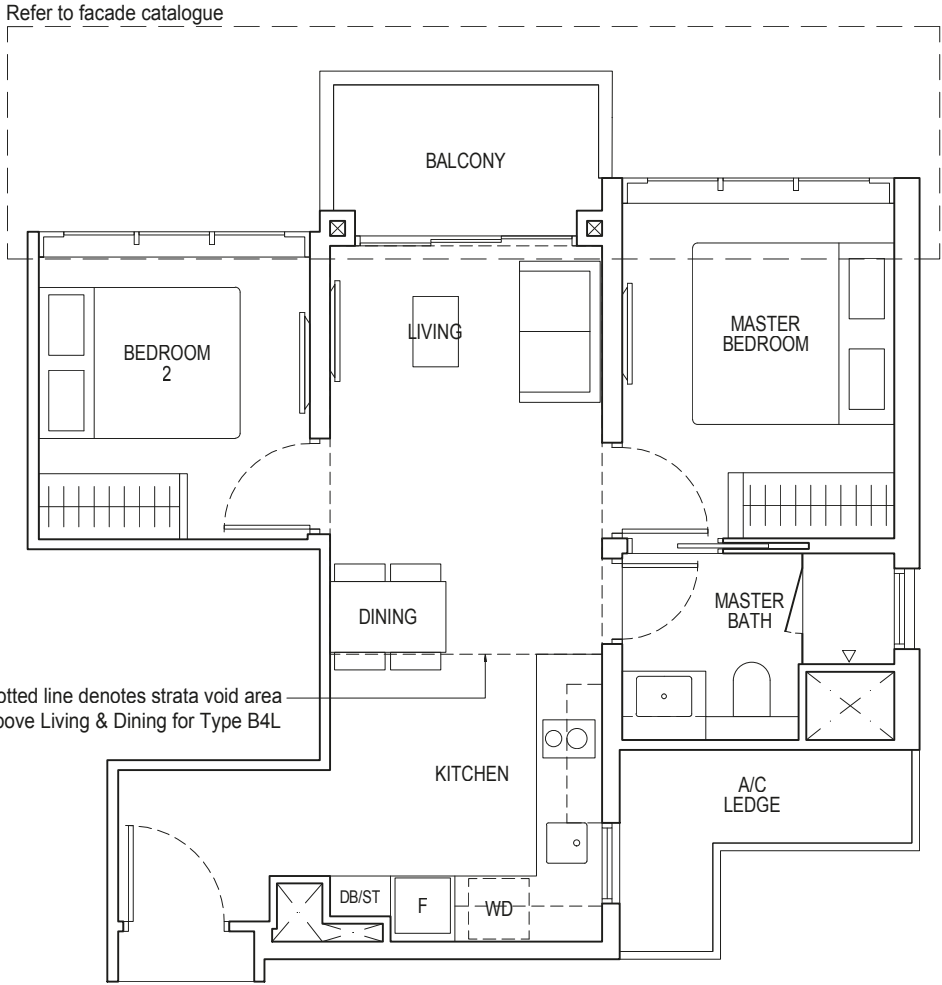 Refer to facade catalogue
BALCONY
LIVING
MASTER
BEDROOM
BEDROOM
2
DINING
MASTER
BATH
otted line denotes strata void area
bove Living & Dining for Type B4L
KITCHEN
A/C
LEDGE
DB/ST
F
WD